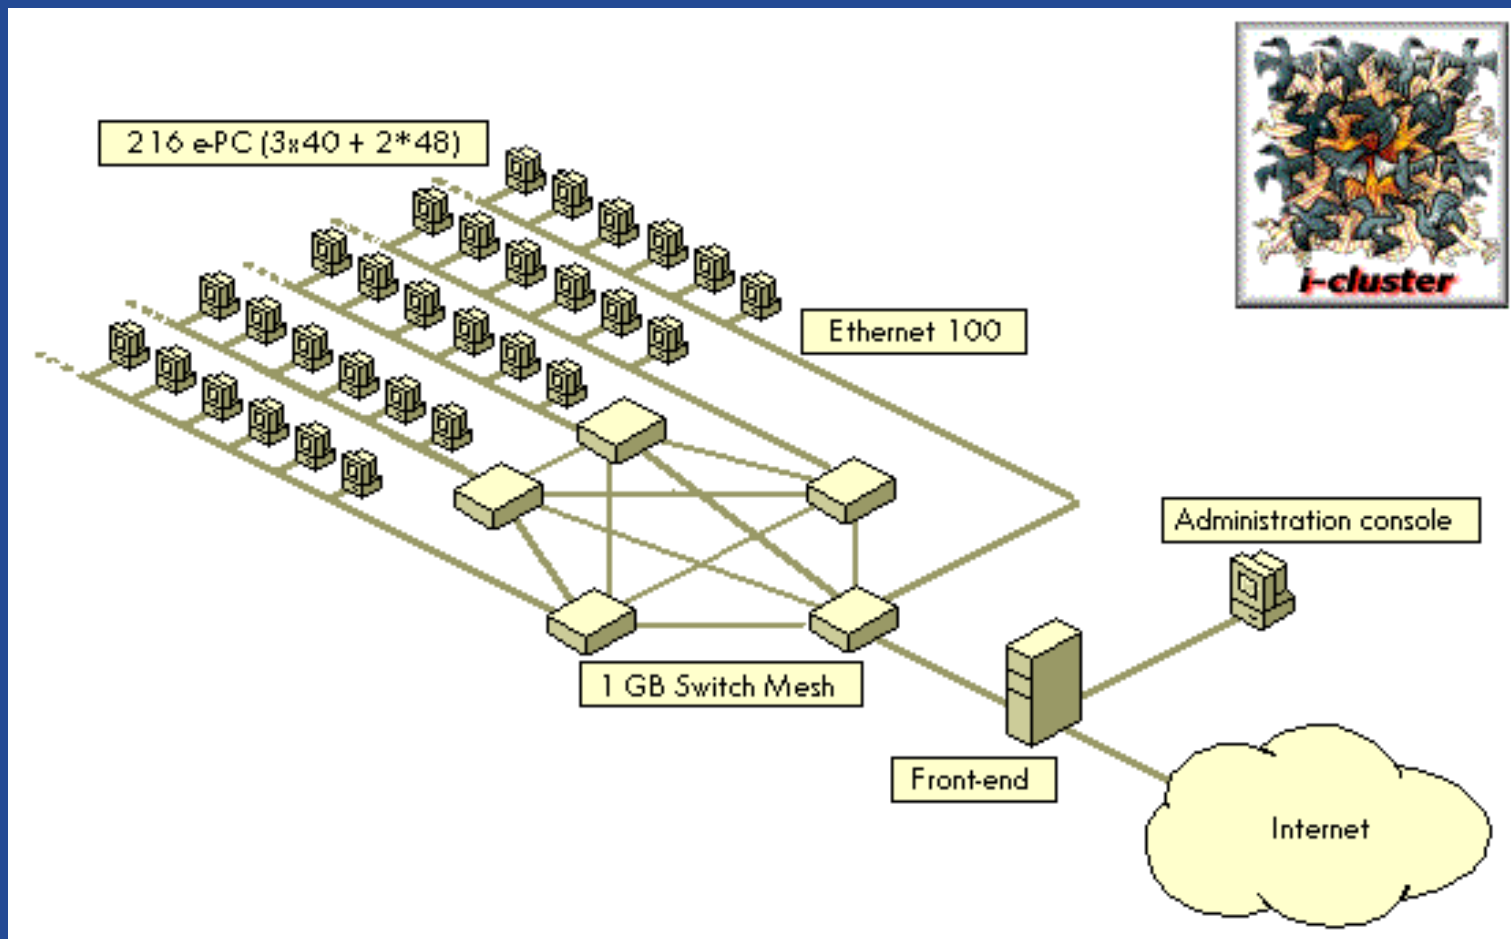 216 e-PC (3x40 + 2*48)
i-cluster
Ethernet 100
Administration console
1 GB Switch Mesh
Front-end
Internet